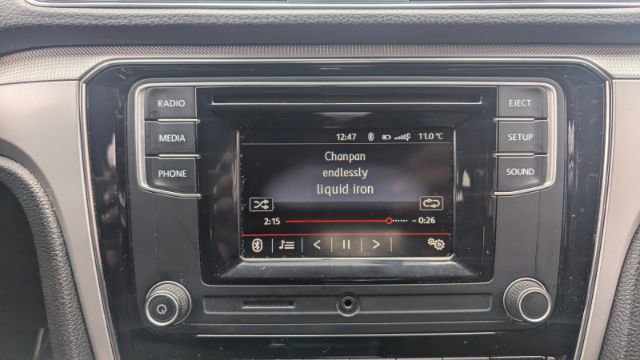 RADIO
MEDIA
PHONE
EJECT
SETUP
SOUND
12:47 11.0 °C
Chanpan
endlessly
liquid iron
2:15 - 0:26